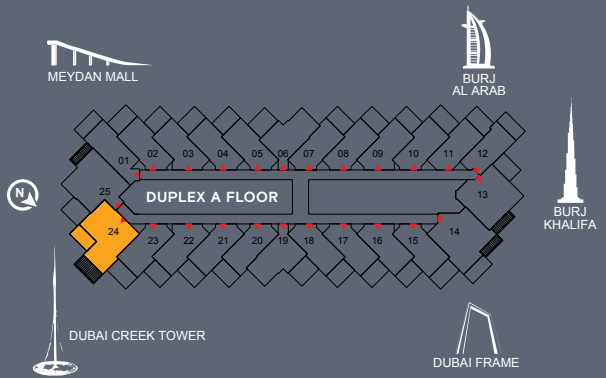 MEYDAN MALL
BURJ
AL ARAB
01 02 03 04 05 06 07 08 09 10 11 12
N
25
DUPLEX A FLOOR
13
BURJ
KHALIFA
24 23 22 21 20 19 18 17 16 15 14
DUBAI CREEK TOWER
DUBAI FRAME